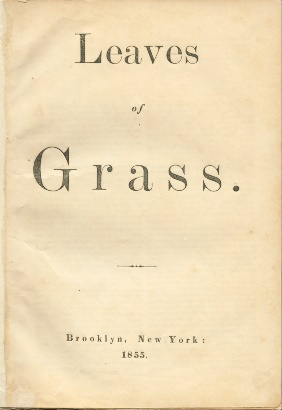 Leaves
of
Grass.
Brooklyn, New York:
1855.